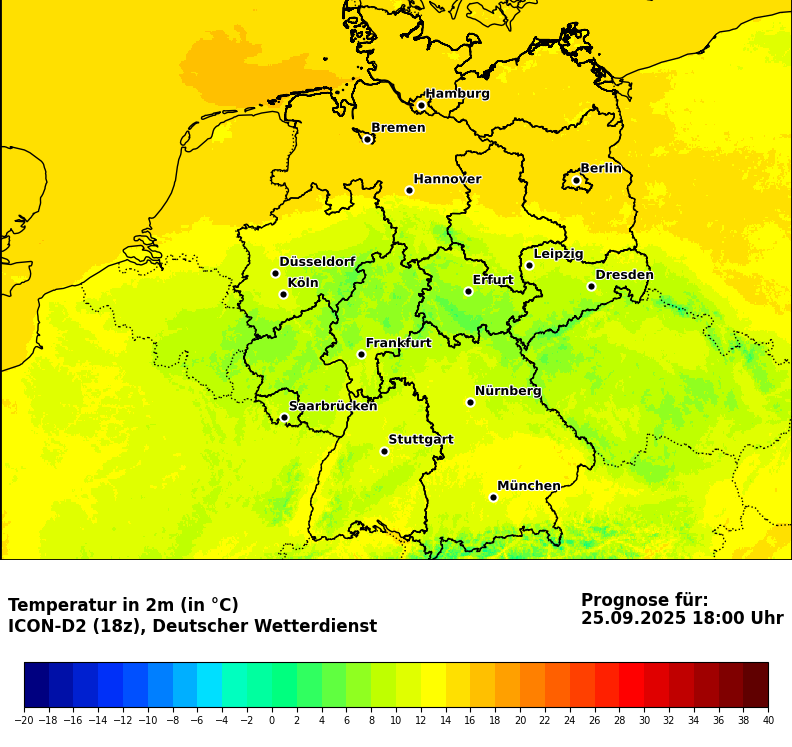 Hamburg
Bremen
Berlin
Hannover
Leipzig
Düsseldorf
Dresden
Köln
Erfurt
Frankfurt
Nürnberg
Saarbrücken
Stuttgart
München
Temperatur in 2m (in °C)
ICON-D2 (18z), Deutscher Wetterdienst
Prognose für:
25.09.2025 18:00 Uhr
−20 −18 −16 −14 −12 −10 −8 −6 −4 −2 0 2 4 6 8 10 12 14 16 18 20 22 24 26 28 30 32 34 36 38 40